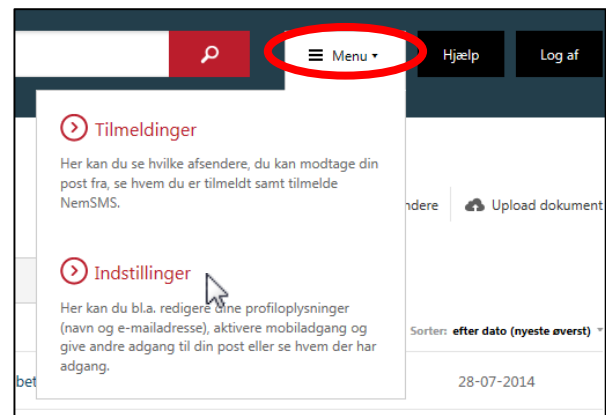 Menu
Hjælp
Log af
Tilmeldinger
Her kan du se hvilke afsendere, du kan modtage din
post fra, se hvem du er tilmeldt samt tilmelde
NemSMS.
ndere
Upload dokument
Indstillinger
Her kan du bl.a. redigere dine profiloplysninger
(navn og e-mailadresse), aktivere mobiladgang og
give andre adgang til din post eller se hvem der har
adgang.
Sorter: efter dato (nyeste øverst)
bet
28-07-2014